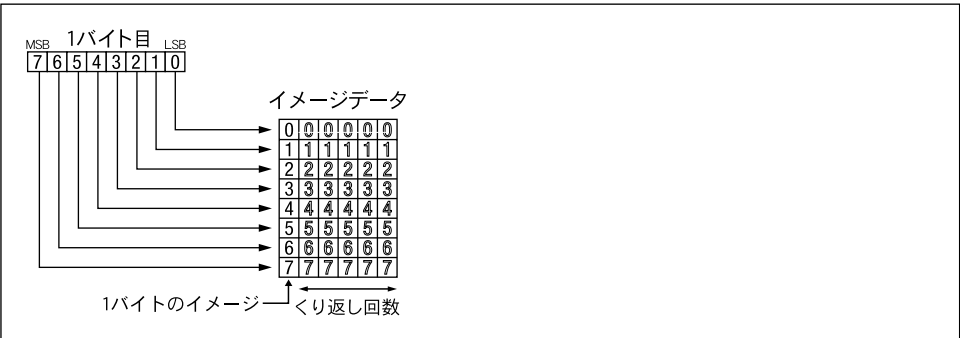 MSB 1バイト目 LSB
7 6 5 4 3 2 1 0
イメージデータ
0 0 0 0 0 0
1 1 1 1 1 1
2 2 2 2 2 2
3 3 3 3 3 3
4 4 4 4 4 4
5 5 5 5 5 5
6 6 6 6 6 6
7 7 7 7 7 7
1バイトのイメージ くり返し回数